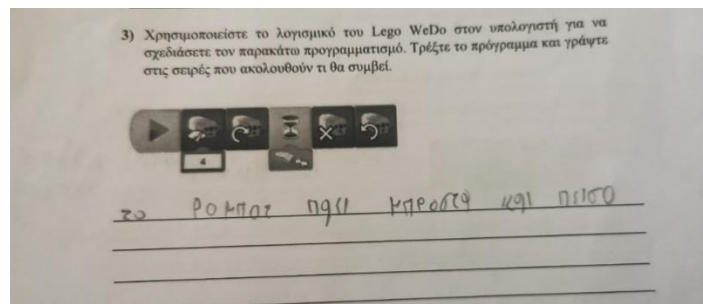 3) Χρησιμοποιείστε το λογισμικό του Lego WeDo στον υπολογιστή για να
σχεδιάσετε τον παρακάτω προγραμματισμό. Τρέξτε το πρόγραμμα και γράψτε
στις σειρές που ακολουθούν τι θα συμβεί.
4
το ΡΟΜΠΟΤ ΠΑΕΙ ΜΠΡΟΣΤΑ ΚΑΙ ΠΙΣΟ